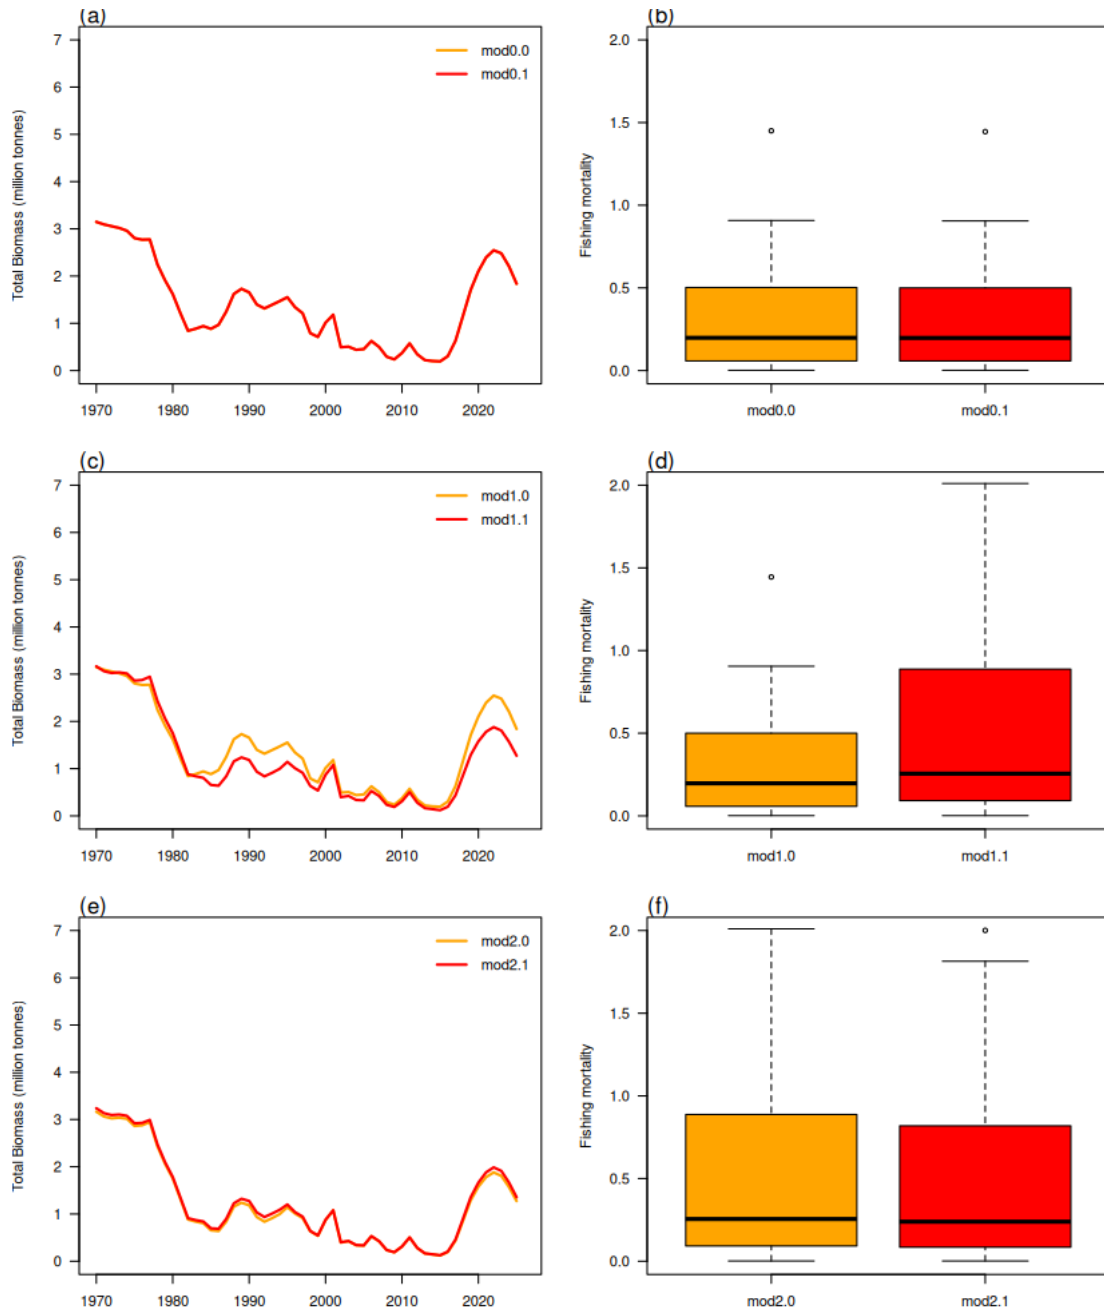 (a)
Total Biomass (million tonnes)
7
6
5
4
3
2
1
0
1970 1980 1990 2000 2010 2020
mod0.0
mod0.1
(b)
Fishing mortality
2.0
1.5
1.0
0.5
0.0
mod0.0 mod0.1
(c)
Total Biomass (million tonnes)
7
6
5
4
3
2
1
0
1970 1980 1990 2000 2010 2020
mod1.0
mod1.1
(d)
Fishing mortality
2.0
1.5
1.0
0.5
0.0
mod1.0 mod1.1
(e)
Total Biomass (million tonnes)
7
6
5
4
3
2
1
0
1970 1980 1990 2000 2010 2020
mod2.0
mod2.1
(f)
Fishing mortality
2.0
1.5
1.0
0.5
0.0
mod2.0 mod2.1